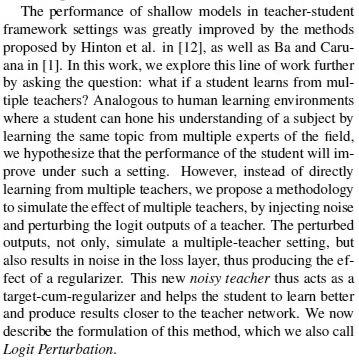 The performance of shallow models in teacher-student
framework settings was greatly improved by the methods
proposed by Hinton et al. in [12], as well as Ba and Caru-
ana in [1]. In this work, we explore this line of work further
by asking the question: what if a student learns from mul-
tiple teachers? Analogous to human learning environments
where a student can hone his understanding of a subject by
learning the same topic from multiple experts of the field,
we hypothesize that the performance of the student will im-
prove under such a setting. However, instead of directly
learning from multiple teachers, we propose a methodology
to simulate the effect of multiple teachers, by injecting noise
and perturbing the logit outputs of a teacher. The perturbed
outputs, not only, simulate a multiple-teacher setting, but
also results in noise in the loss layer, thus producing the ef-
fect of a regularizer. This new noisy teacher thus acts as a
target-cum-regularizer and helps the student to learn better
and produce results closer to the teacher network. We now
describe the formulation of this method, which we also call
Logit Perturbation.